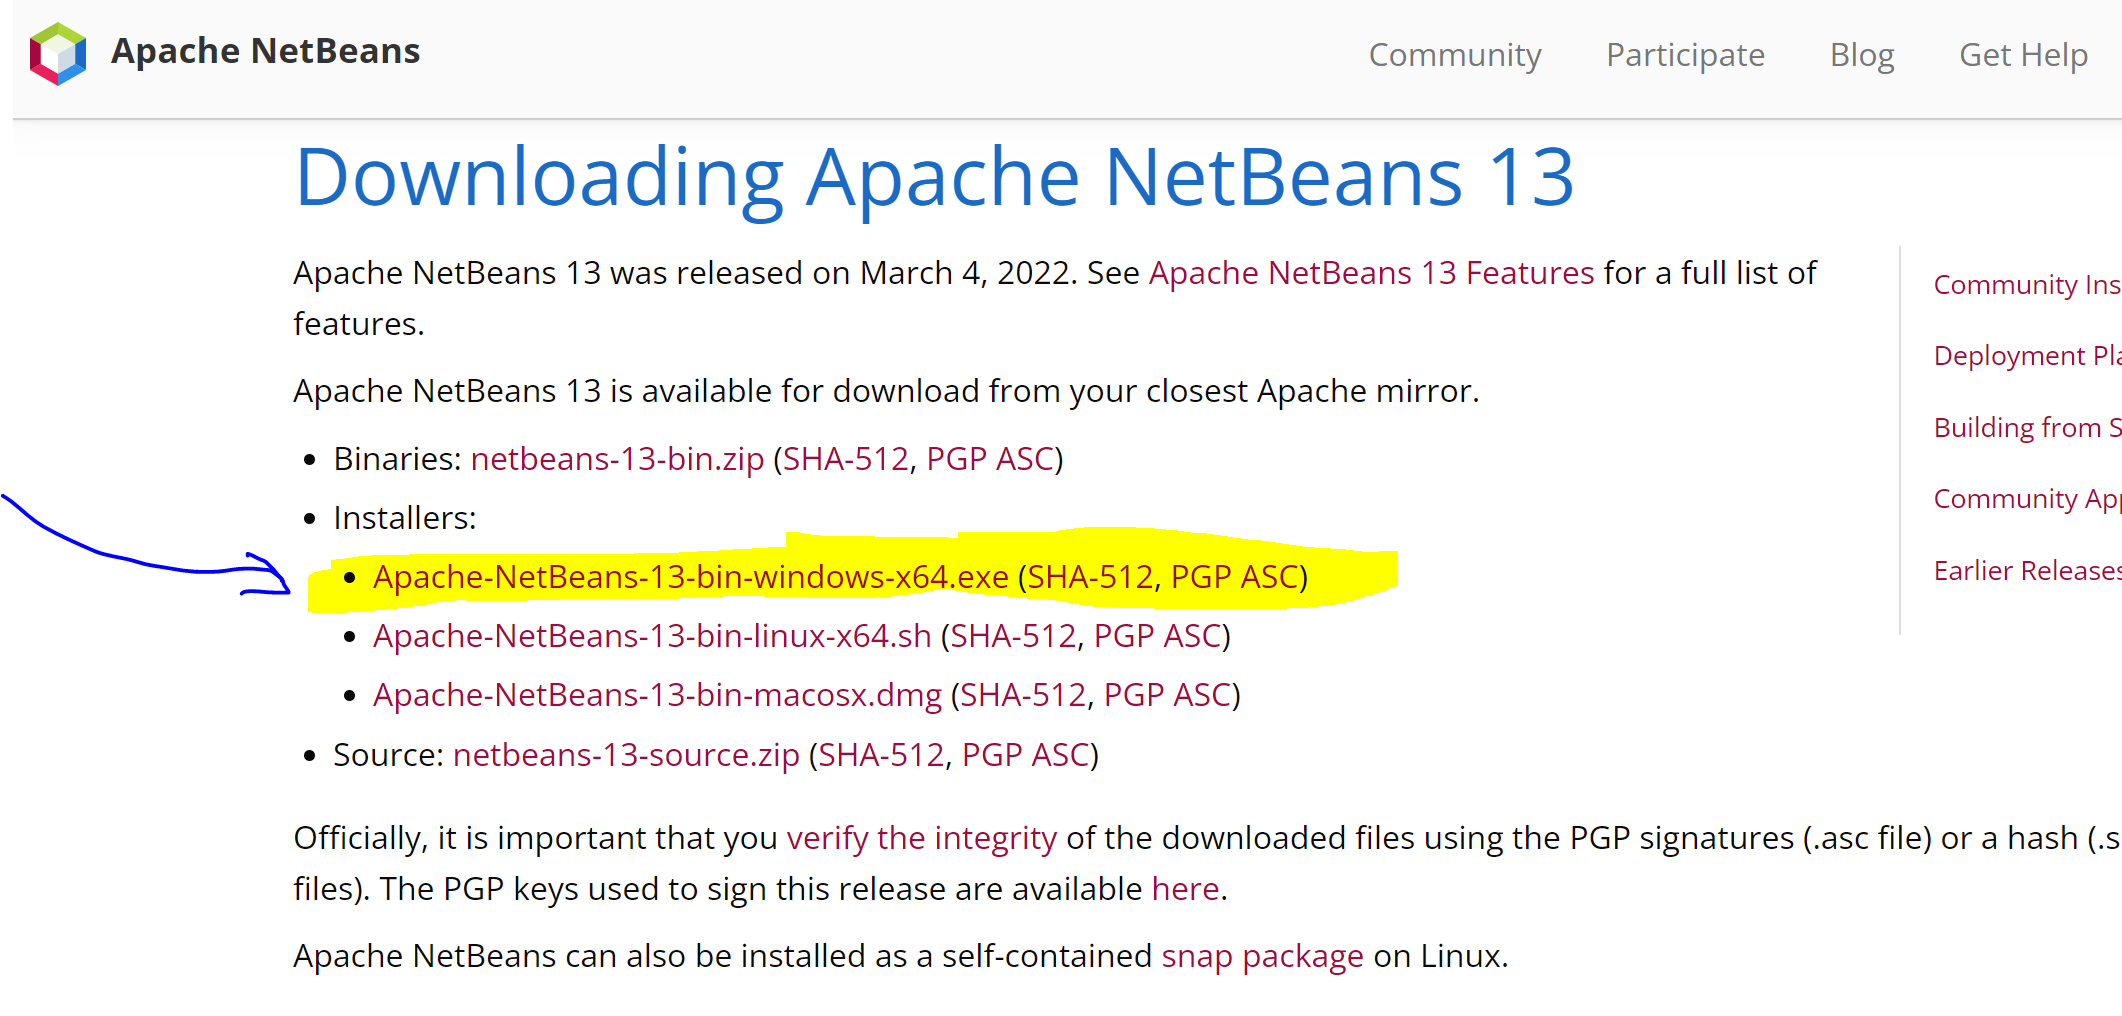 Apache NetBeans
Community Participate Blog Get Help
Downloading Apache NetBeans 13
Apache NetBeans 13 was released on March 4, 2022. See Apache NetBeans 13 Features for a full list of
features.
Apache NetBeans 13 is available for download from your closest Apache mirror.
• Binaries: netbeans-13-bin.zip (SHA-512, PGP ASC)
• Installers:
• Apache-NetBeans-13-bin-windows-x64.exe (SHA-512, PGP ASC)
• Apache-NetBeans-13-bin-linux-x64.sh (SHA-512, PGP ASC)
• Apache-NetBeans-13-bin-macosx.dmg (SHA-512, PGP ASC)
• Source: netbeans-13-source.zip (SHA-512, PGP ASC)
Officially, it is important that you verify the integrity of the downloaded files using the PGP signatures (.asc file) or a hash (.s
files). The PGP keys used to sign this release are available here.
Apache NetBeans can also be installed as a self-contained snap package on Linux.
Community Ins
Deployment Pla
Building from S
Community App
Earlier Releases